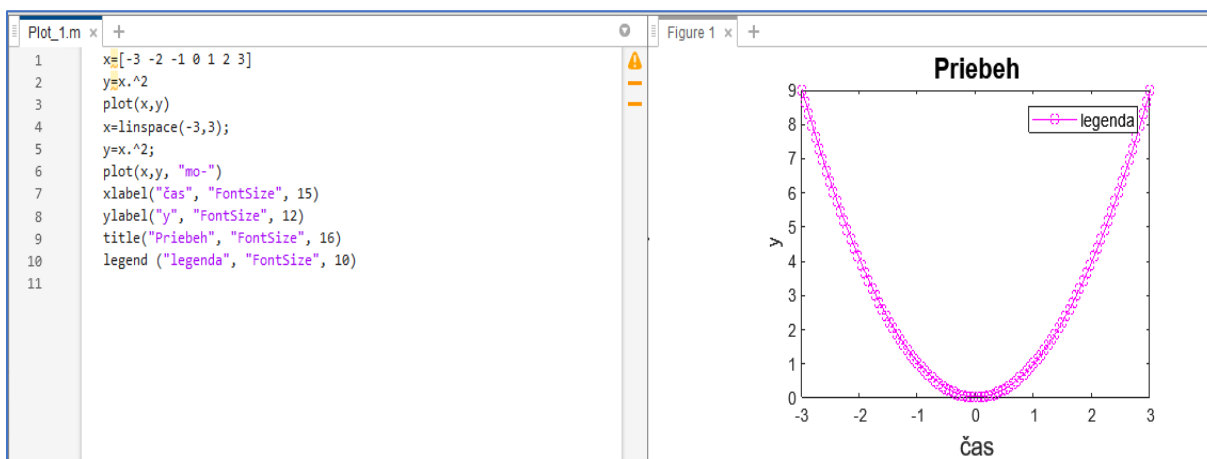 Plot_1.m × +
1 x=[-3 -2 -1 0 1 2 3]
2 y=x.^2
3 plot(x,y)
4 x=linspace(-3,3);
5 y=x.^2;
6 plot(x,y, "mo-")
7 xlabel("čas", "FontSize", 15)
8 ylabel("y", "FontSize", 12)
9 title("Priebeh", "FontSize", 16)
10 legend ("legenda", "FontSize", 10)
11
Figure 1 × +
Priebeh
legenda
9
8
7
6
5
4
3
2
1
0
y
-3 -2 -1 0 1 2 3
čas